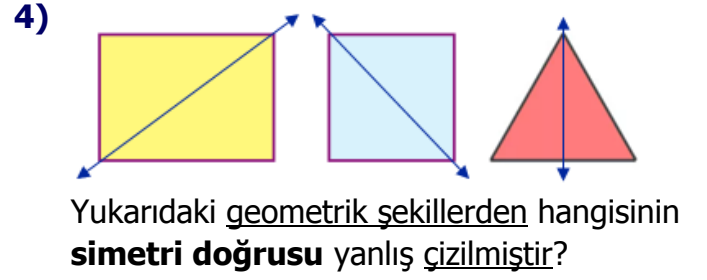 4)
Yukarıdaki geometrik şekillerden hangisinin
simetri doğrusu yanlış çizilmiştir?